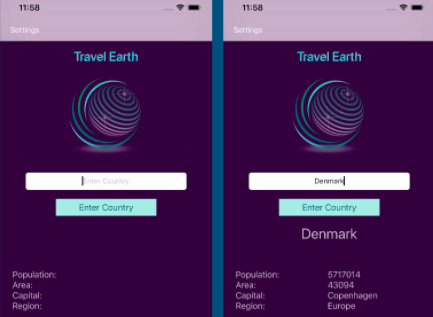 11:58
Settings
Travel Earth
Enter Country
Enter Country
Population:
Area:
Capital:
Region:
11:58
Settings
Travel Earth
Denmark
Enter Country
Denmark
Population: 5717014
Area: 43094
Capital: Copenhagen
Region: Europe